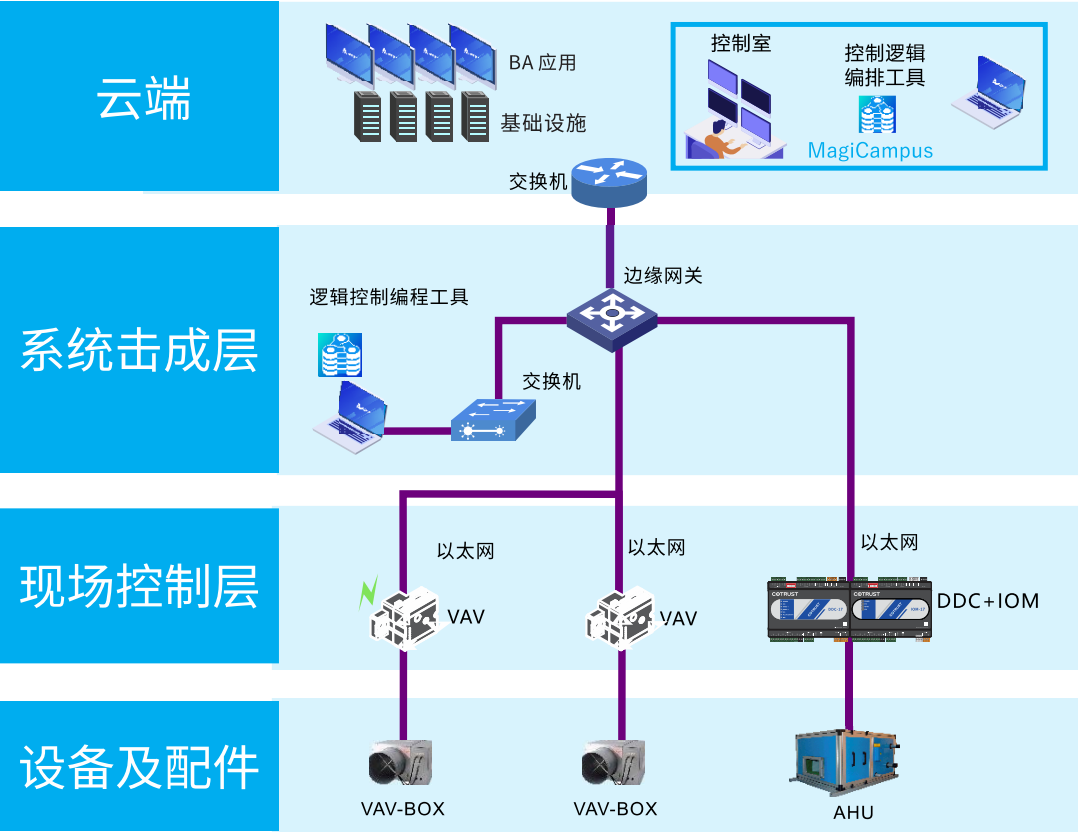 云端
BA 应用
基础设施
控制室
控制逻辑
编排工具
MagiCampus
交换机
系统击成层
边缘网关
逻辑控制编程工具
交换机
现场控制层
以太网
以太网
以太网
VAV
VAV
COTRUST
COTRUST
DDC+IOM
设备及配件
VAV-BOX
VAV-BOX
AHU